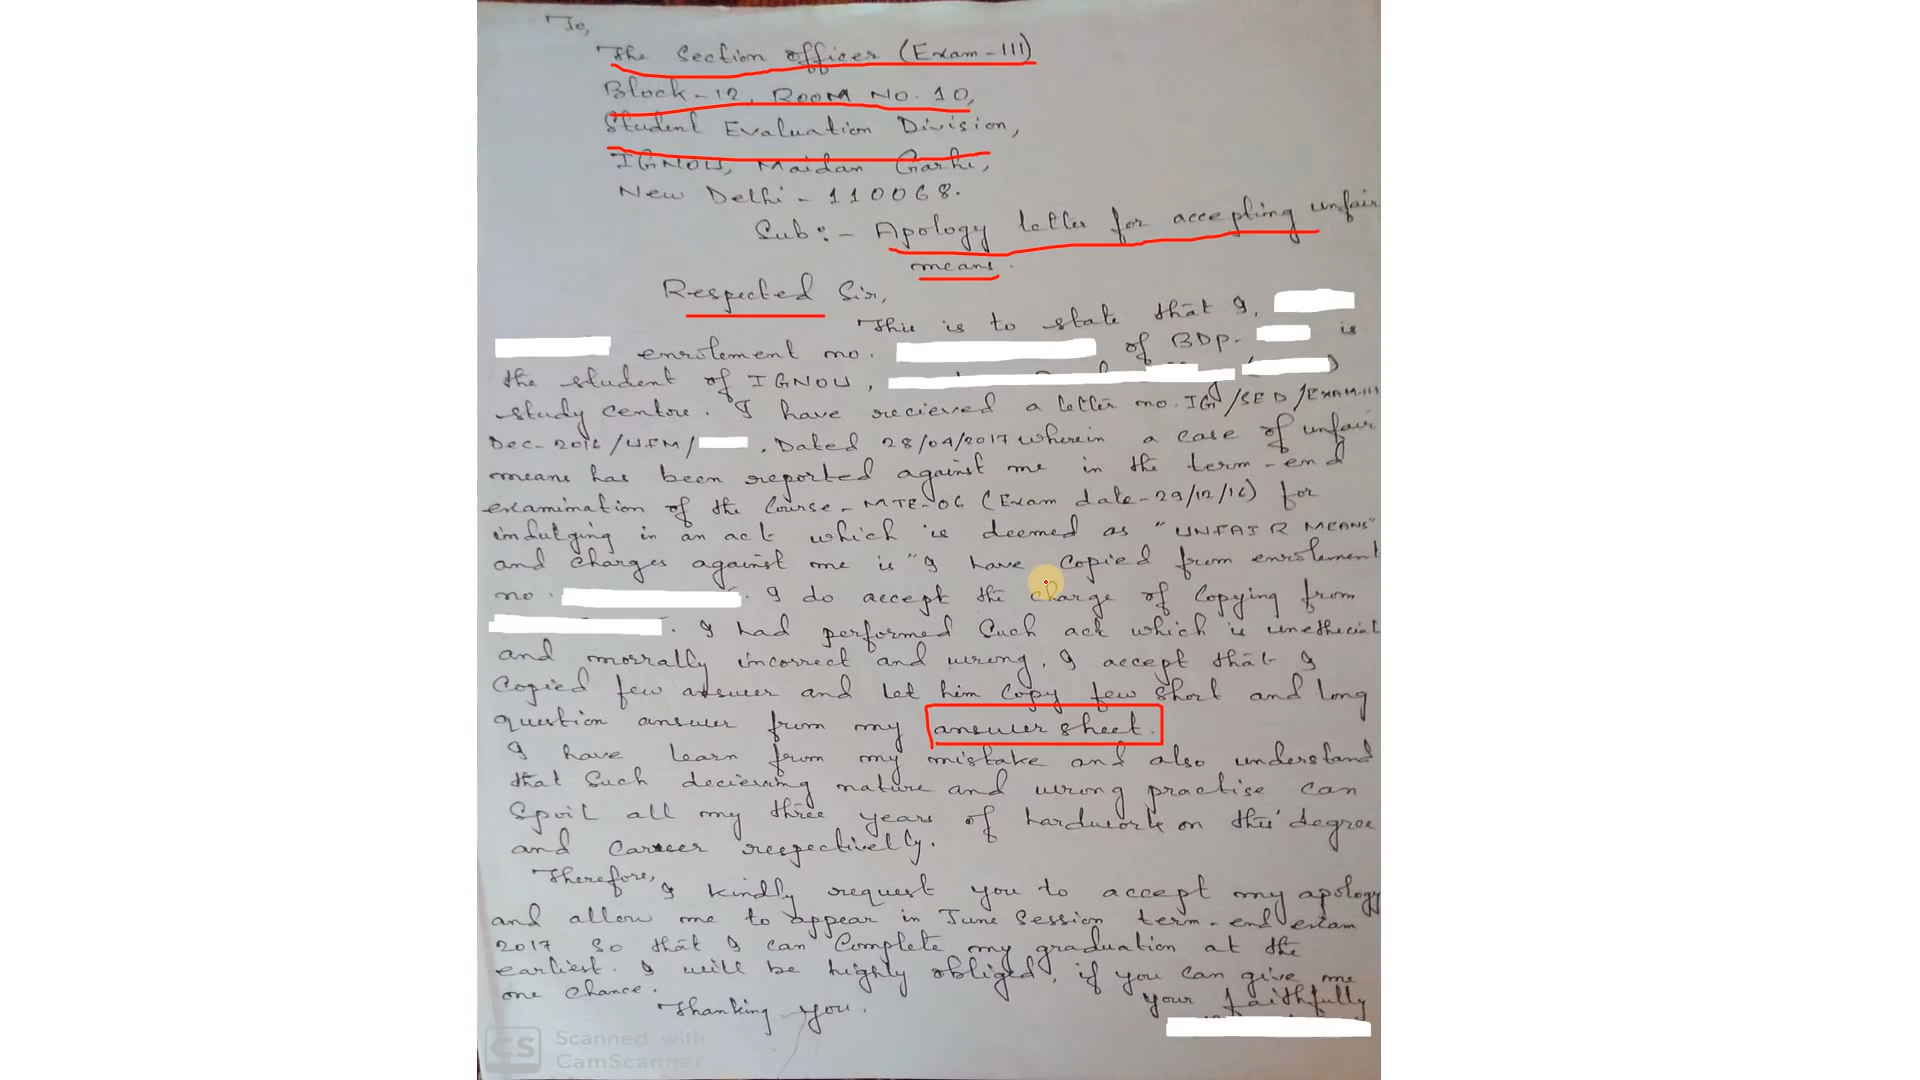 To,
The Section officer (Exam-III)
Block-12, ROOM NO. 10,
Student Evaluation Division,
IGNOU, Maidan Garhi,
New Delhi - 110068.
Sub:- Apology letter for accepting unfair
means.
Respected Sir,
This is to state that I,
enrolement no. of BDP- is
the student of IGNOU,
study centre. I have recieved a letter no. IG/SED/EXAM-III
Dec-2016/UFM/ , Dated 28/04/2017 wherein a case of unfair
means has been reported against me in the term-end
examination of the Course- MTE-06 (Exam date-29/12/16) for
indulging in an act which is deemed as "UNFAIR MEANS"
and charges against me is "I have Copied from enrolement
no. . I do accept the charge of Copying from
. I had performed Such act which is unethecial
and morrally incorrect and wrong. I accept that I
Copied few answer and let him Copy few short and long
question answer from my answer sheet.
I have learn from my mistake and also understand
that Such decieving nature and wrong practise can
Spoil all my three years of hardwork on this degree
and Career respectivelly.
Therefore,
I kindly request you to accept my apology
and allow me to appear in June Session term-end exam
2017 so that I can Complete my graduation at the
earliest. I will be highly obliged, if you can give me
one chance.
Thanking you.
your faithfully
CS Scanned with
CamScanner